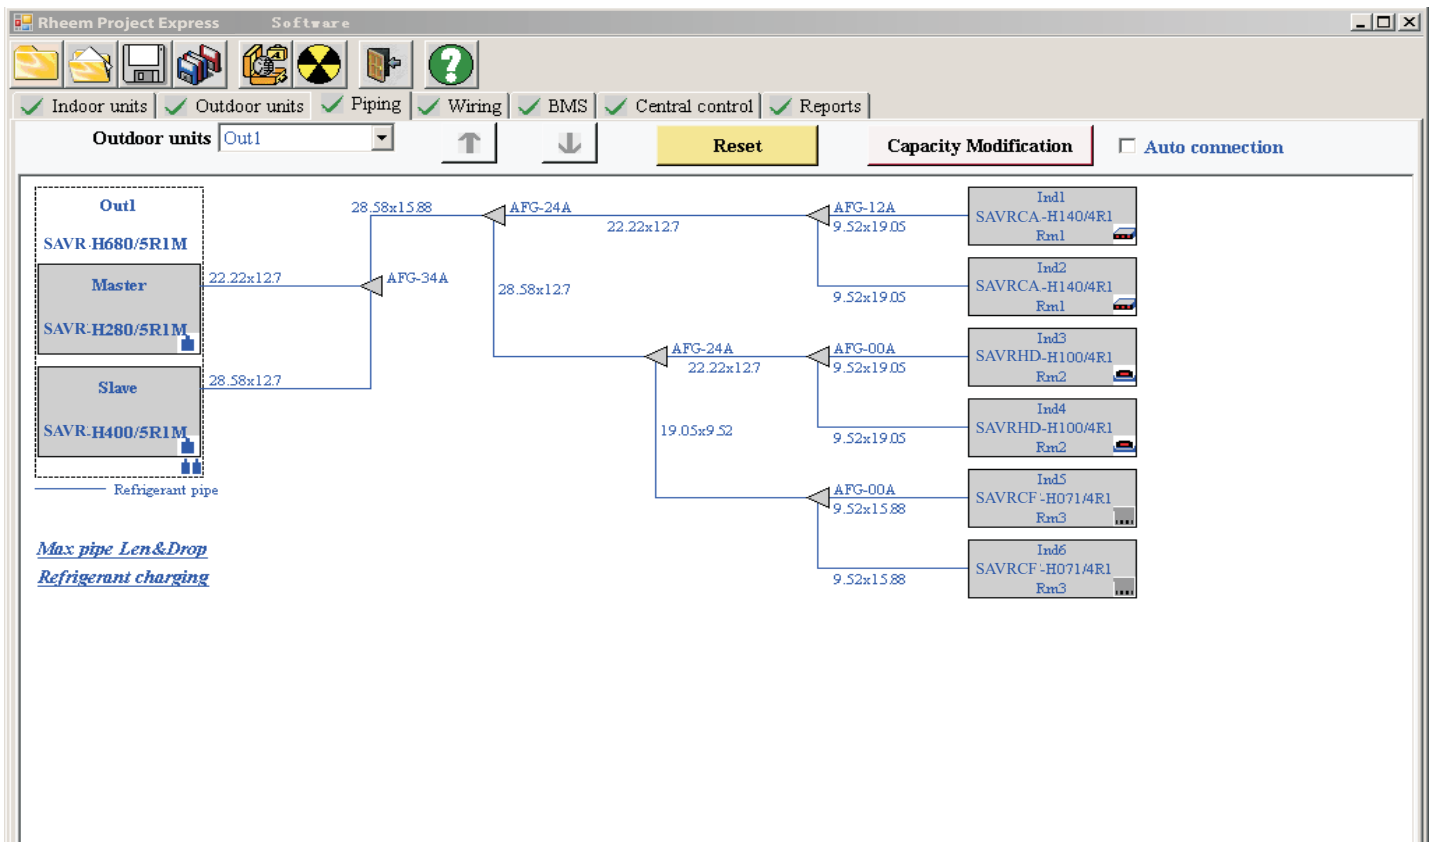 Rheem Project Express Software
Indoor units Outdoor units Piping Wiring BMS Central control Reports
Outdoor units Out1 Reset Capacity Modification Auto connection
Out1
SAVR-H680/5R1M
Master
SAVR-H280/5R1M
Slave
SAVR-H400/5R1M
Refrigerant pipe
Max pipe Len&Drop
Refrigerant charging
22.22x12.7
28.58x12.7
AFG-34A
28.58x15.88
AFG-24A
22.22x12.7
28.58x12.7
AFG-24A
22.22x12.7
19.05x9.52
AFG-12A
9.52x19.05
9.52x19.05
AFG-00A
9.52x19.05
9.52x19.05
AFG-00A
9.52x15.88
9.52x15.88
Ind1
SAVRCA-H140/4R1
Rm1
Ind2
SAVRCA-H140/4R1
Rm1
Ind3
SAVRHD-H100/4R1
Rm2
Ind4
SAVRHD-H100/4R1
Rm2
Ind5
SAVRCF-H071/4R1
Rm3
Ind6
SAVRCF-H071/4R1
Rm3